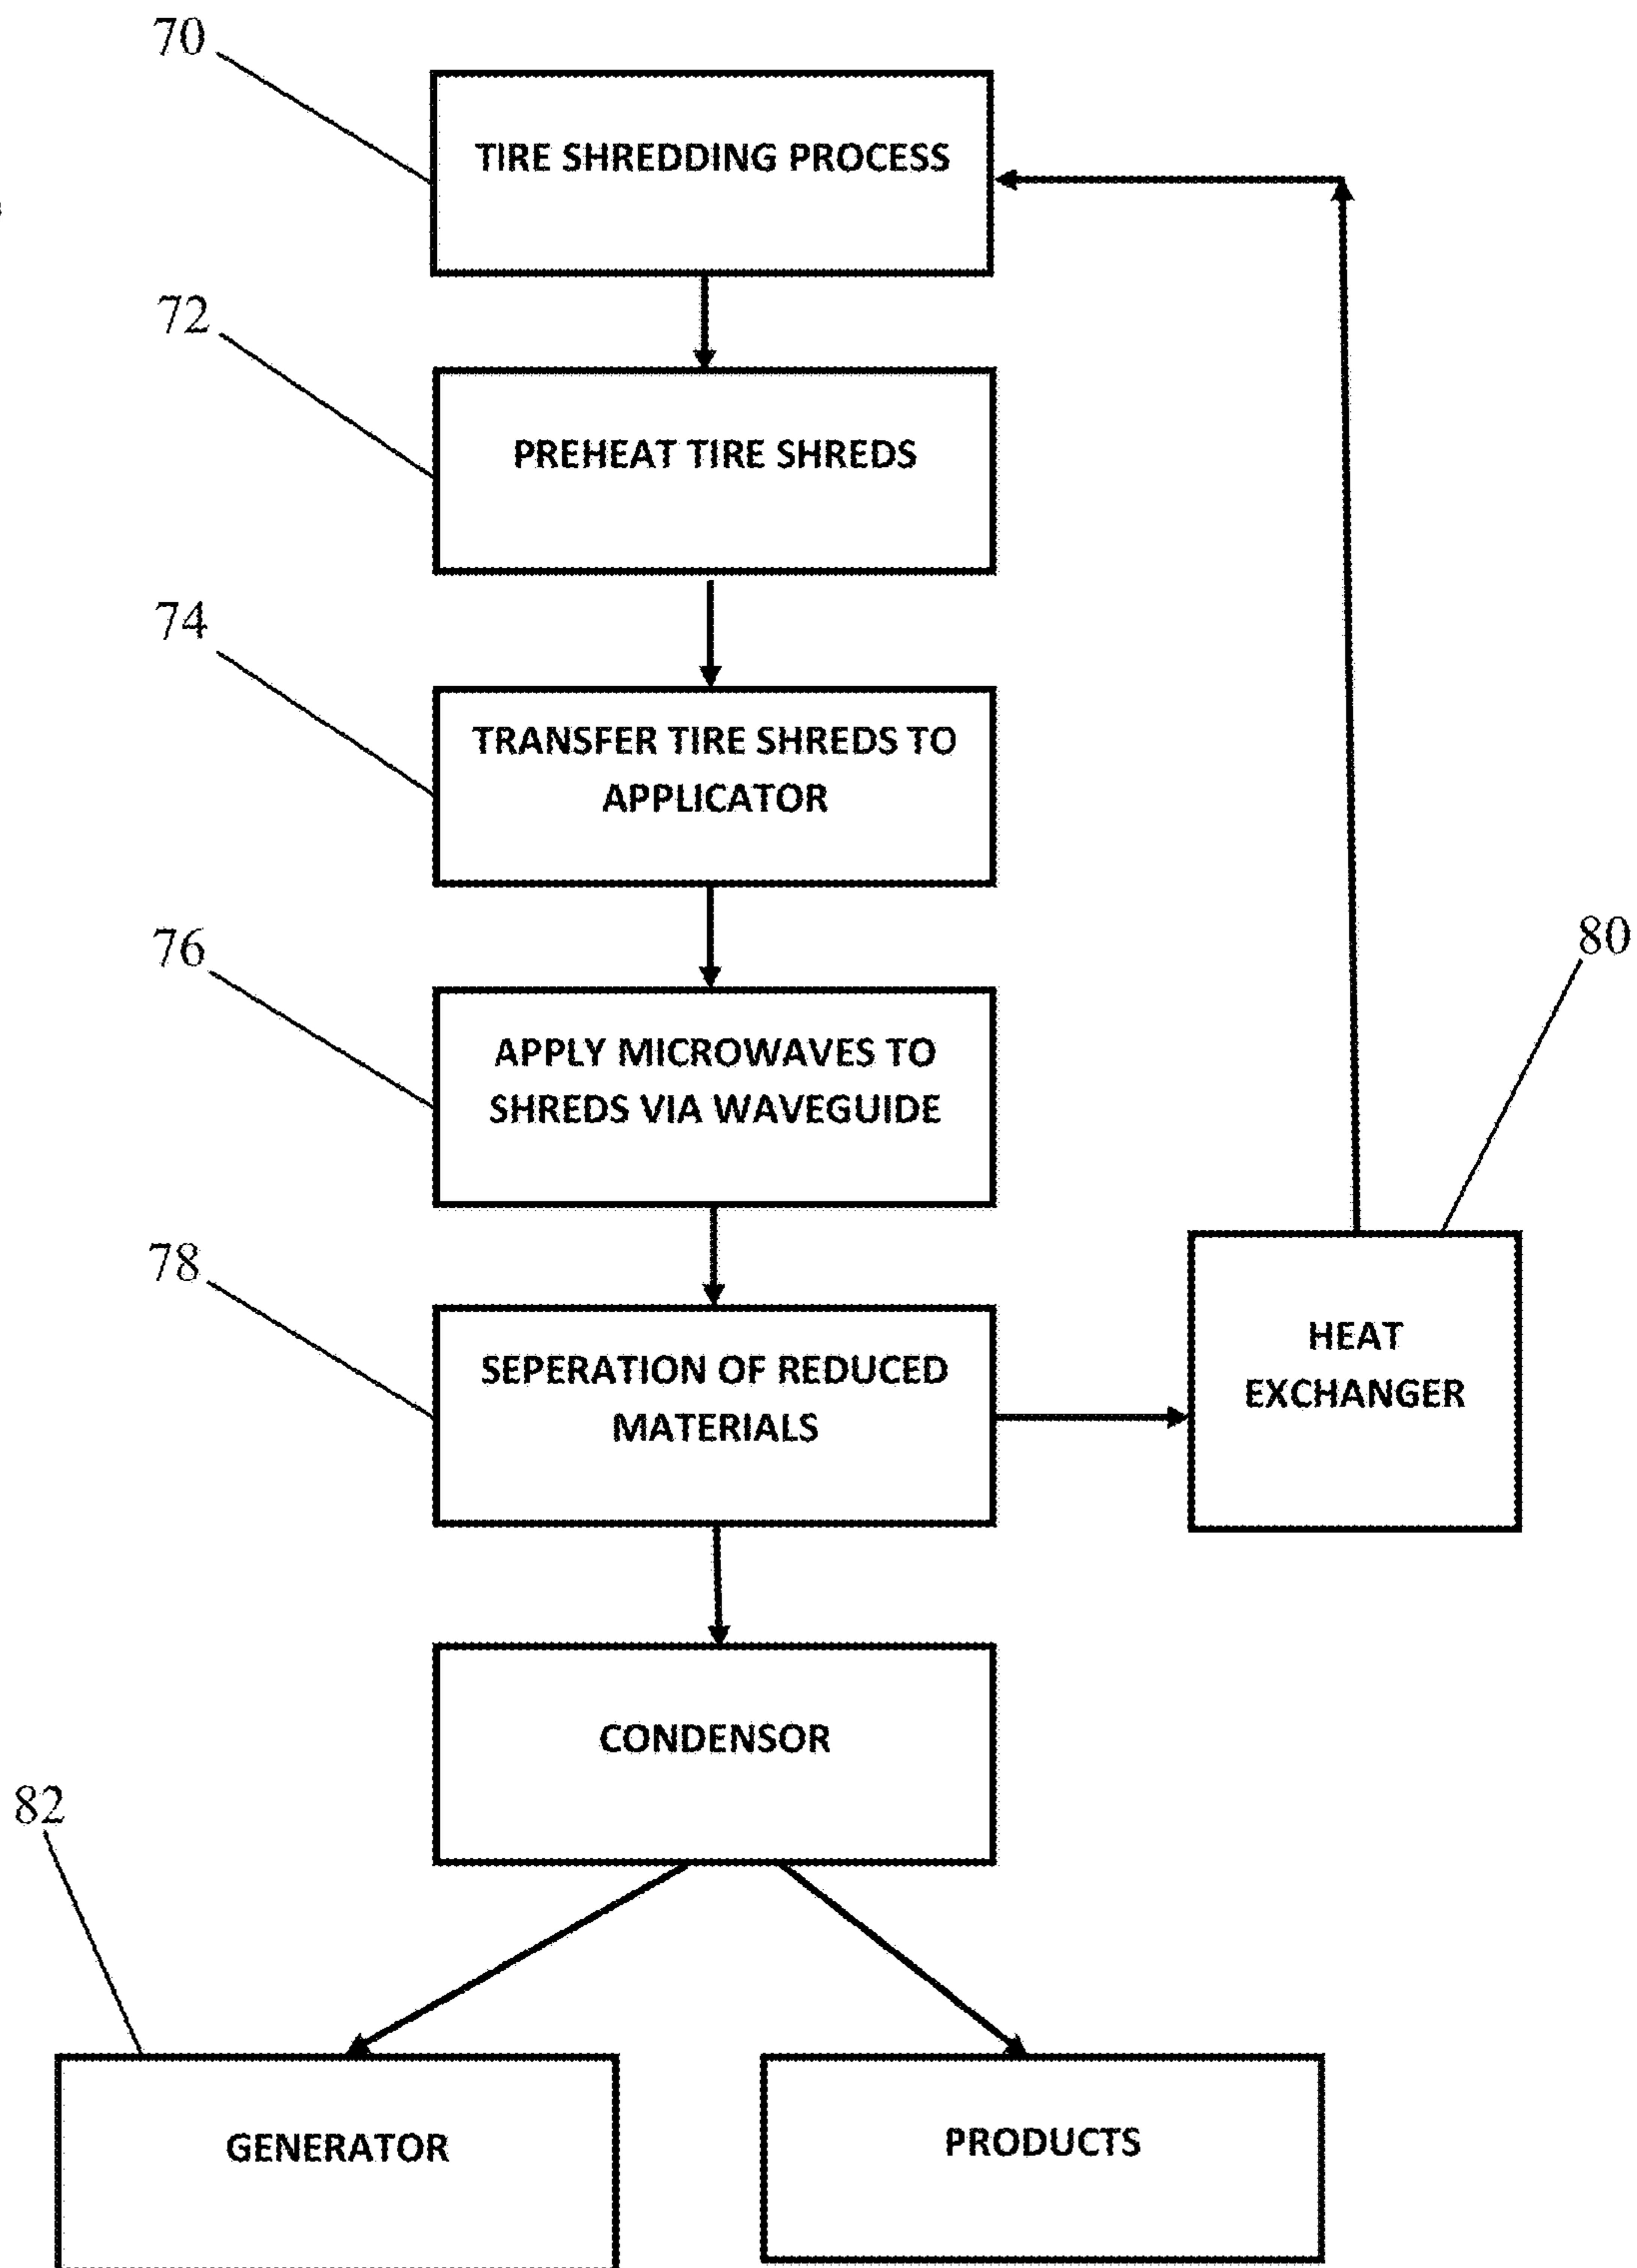 70
TIRE SHREDDING PROCESS
72
PREHEAT TIRE SHREDS
74
TRANSFER TIRE SHREDS TO
APPLICATOR
76
APPLY MICROWAVES TO
SHREDS VIA WAVEGUIDE
80
78
SEPERATION OF REDUCED
MATERIALS
HEAT
EXCHANGER
CONDENSOR
82
GENERATOR
PRODUCTS